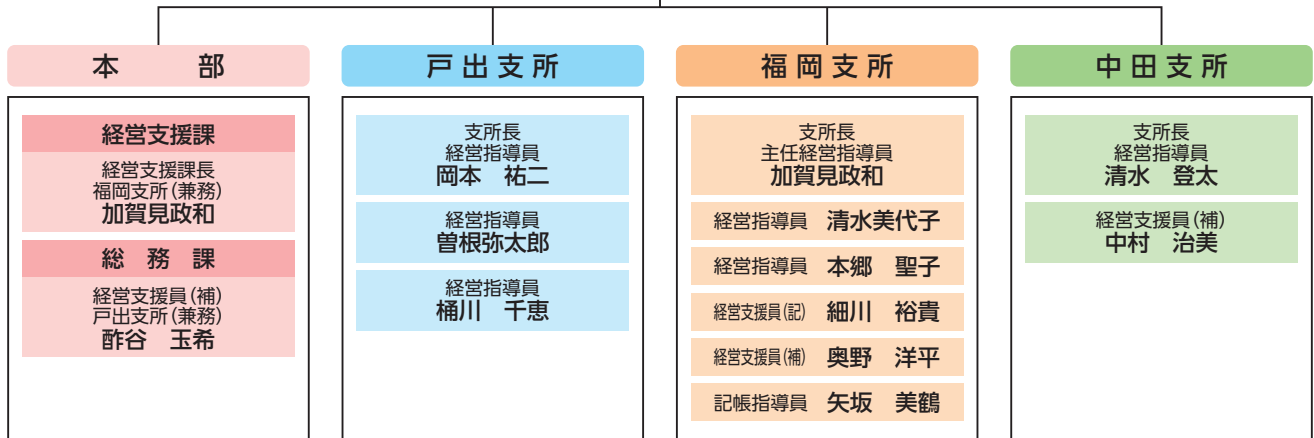 本　部
経営支援課
経営支援課長
福岡支所(兼務)
加賀見政和
総　務　課
経営支援員(補)
戸出支所(兼務)
酢谷　玉希
戸出支所
支所長
経営指導員
岡本　祐二
経営指導員
曽根弥太郎
経営指導員
桶川　千恵
福岡支所
支所長
主任経営指導員
加賀見政和
経営指導員　清水美代子
経営指導員　本郷　聖子
経営支援員(記)　細川　裕貴
経営支援員(補)　奥野　洋平
記帳指導員　矢坂　美鶴
中田支所
支所長
経営指導員
清水　登太
経営支援員(補)
中村　治美